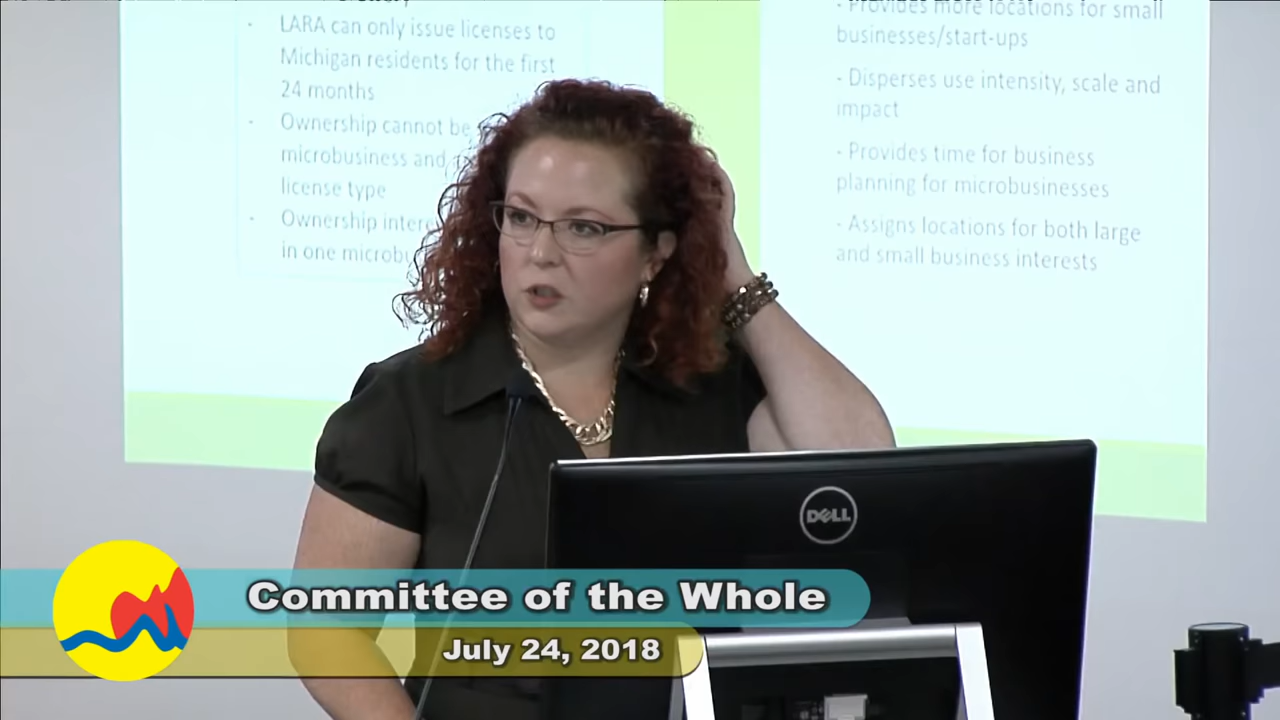 LARA can only issue licenses to
Michigan residents for the first
24 months
Ownership cannot be
microbusiness and
license type
Ownership
in one
- Provides more locations for small
businesses/start-ups
- Disperses use intensity, scale and
impact
- Provides time for business
planning for microbusinesses
- Assigns locations for both large
and small business interests
DELL
Committee of the Whole
July 24, 2018